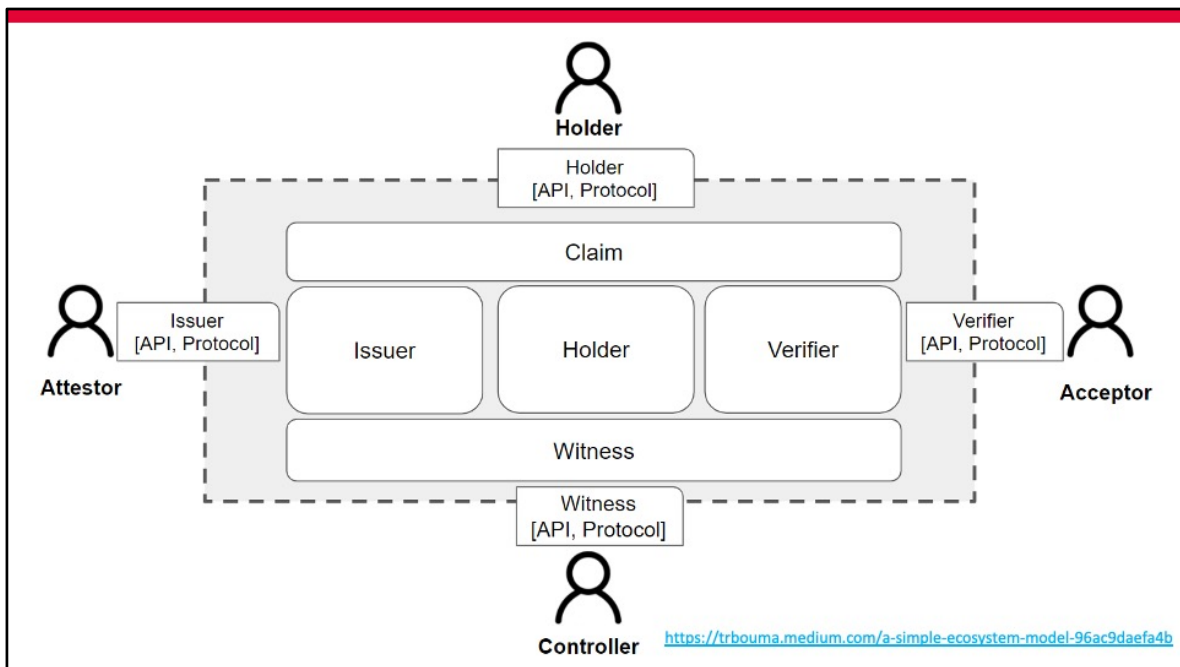 Holder
Holder
[API, Protocol]
Claim
Issuer
[API, Protocol]
Attestor
Issuer
Holder
Verifier
Verifier
[API, Protocol]
Acceptor
Witness
Witness
[API, Protocol]
Controller
https://trbouma.medium.com/a-simple-ecosystem-model-96ac9daefa4b